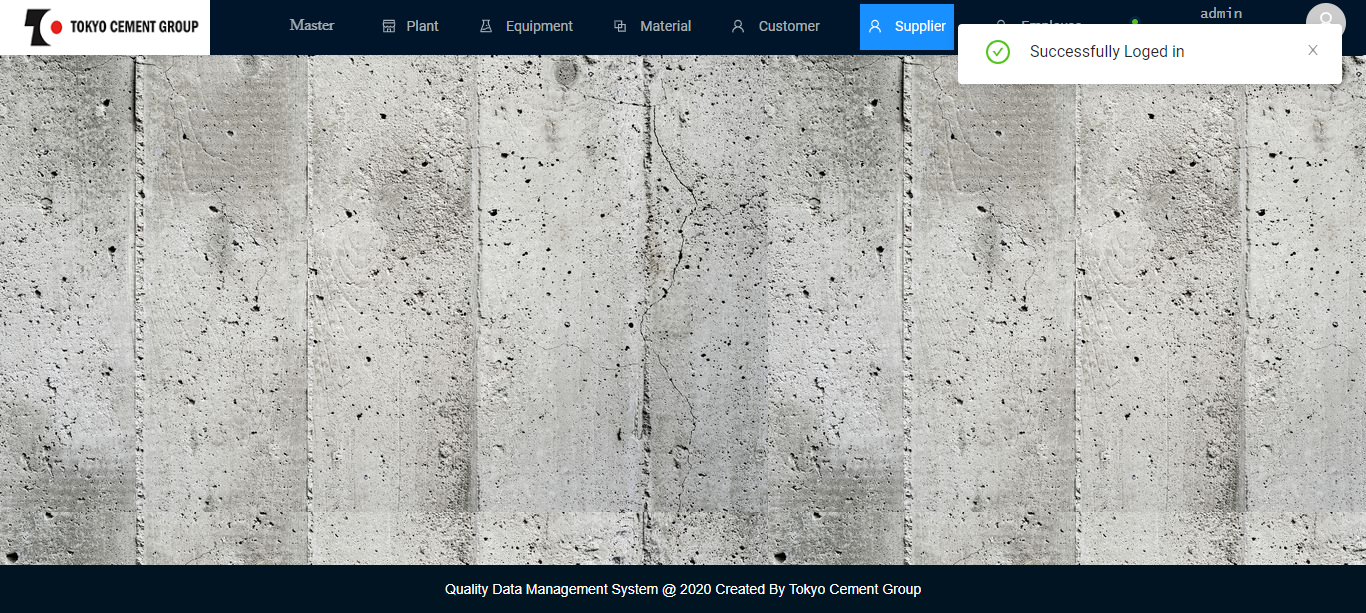 TOKYO CEMENT GROUP
Master
Plant
Equipment
Material
Customer
Supplier
admin
Successfully Loged in
Quality Data Management System @ 2020 Created By Tokyo Cement Group